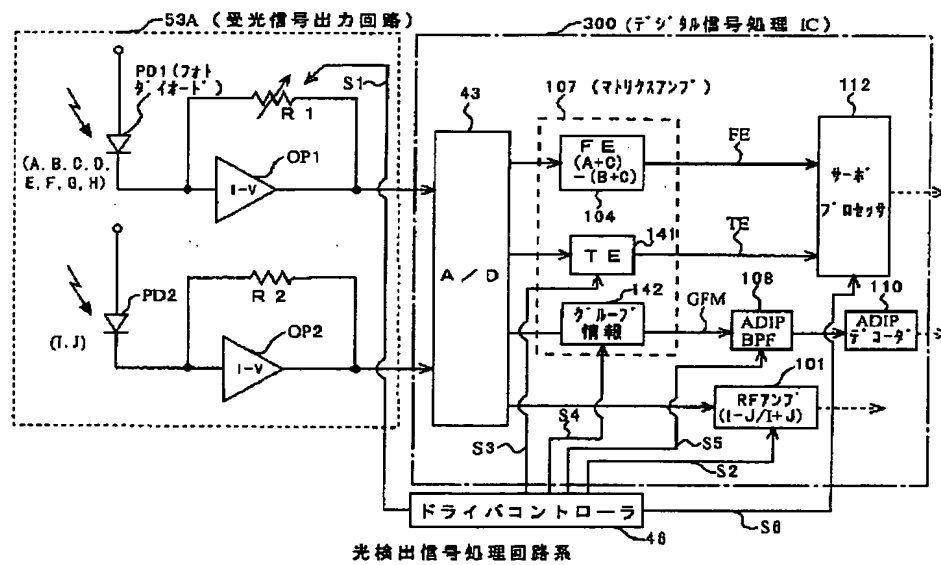 53A (受光信号出力回路)
300 (デジタル信号処理 IC)
PD1(フォト
ダイオード)
S1
R 1
(A. B. C. D.
E, F, G, H)
OP1
I-V
PD2
(I. J)
R 2
OP2
I-V
43
A / D
107 (マトリクスアンプ)
F E
(A+C)
-(B+C)
104
FE
T E
141
TE
142
グループ
情報
GFM
108
ADIP
BPF
110
ADIP
デコーダ
112
サーボ
プロセッサ
101
RFアンプ
(I-J/I+J)
S3
S4
S5
S2
S6
ドライバコントローラ
46
光検出信号処理回路系